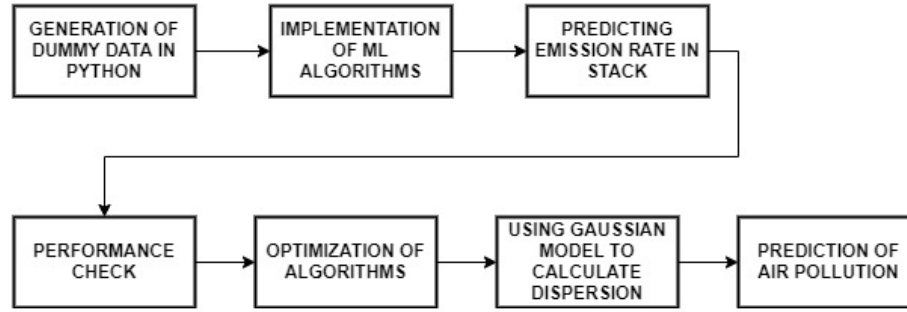 GENERATION OF
DUMMY DATA IN
PYTHON
IMPLEMENTATION
OF ML
ALGORITHMS
PREDICTING
EMISSION RATE IN
STACK
PERFORMANCE
CHECK
OPTIMIZATION OF
ALGORITHMS
USING GAUSSIAN
MODEL TO
CALCULATE
DISPERSION
PREDICTION OF
AIR POLLUTION